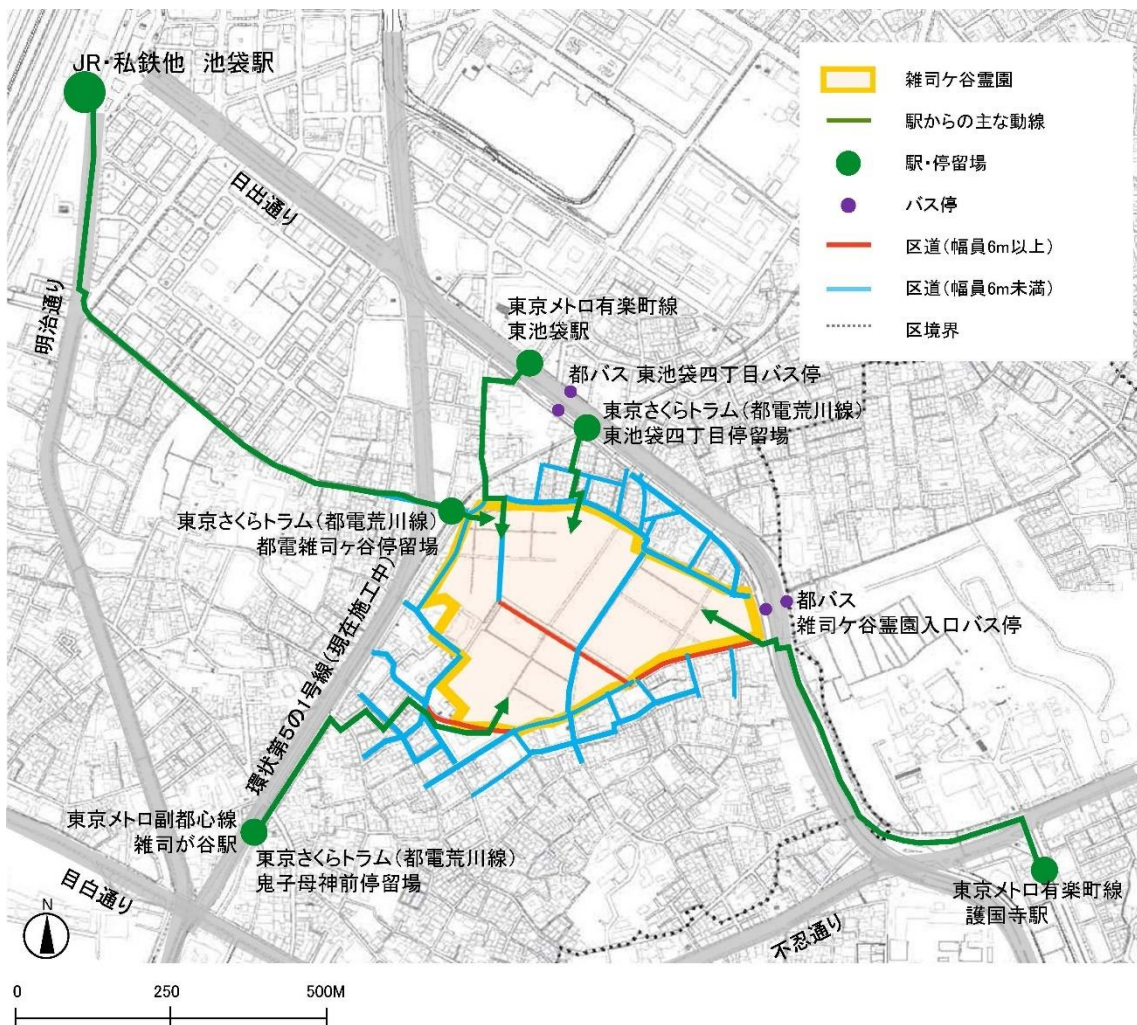 JR・私鉄他 池袋駅
雑司ケ谷霊園
駅からの主な動線
駅・停留場
バス停
区道(幅員6m以上)
区道(幅員6m未満)
区境界
日出通り
明治通り
東京メトロ有楽町線
東池袋駅
都バス 東池袋四丁目バス停
東京さくらトラム(都電荒川線)
東池袋四丁目停留場
東京さくらトラム(都電荒川線)
都電雑司ヶ谷停留場
環状第5の1号線(現在施工中)
都バス
雑司ケ谷霊園入口バス停
東京メトロ副都心線
雑司が谷駅
東京さくらトラム(都電荒川線)
鬼子母神前停留場
目白通り
不忍通り
東京メトロ有楽町線
護国寺駅
N
0 250 500M